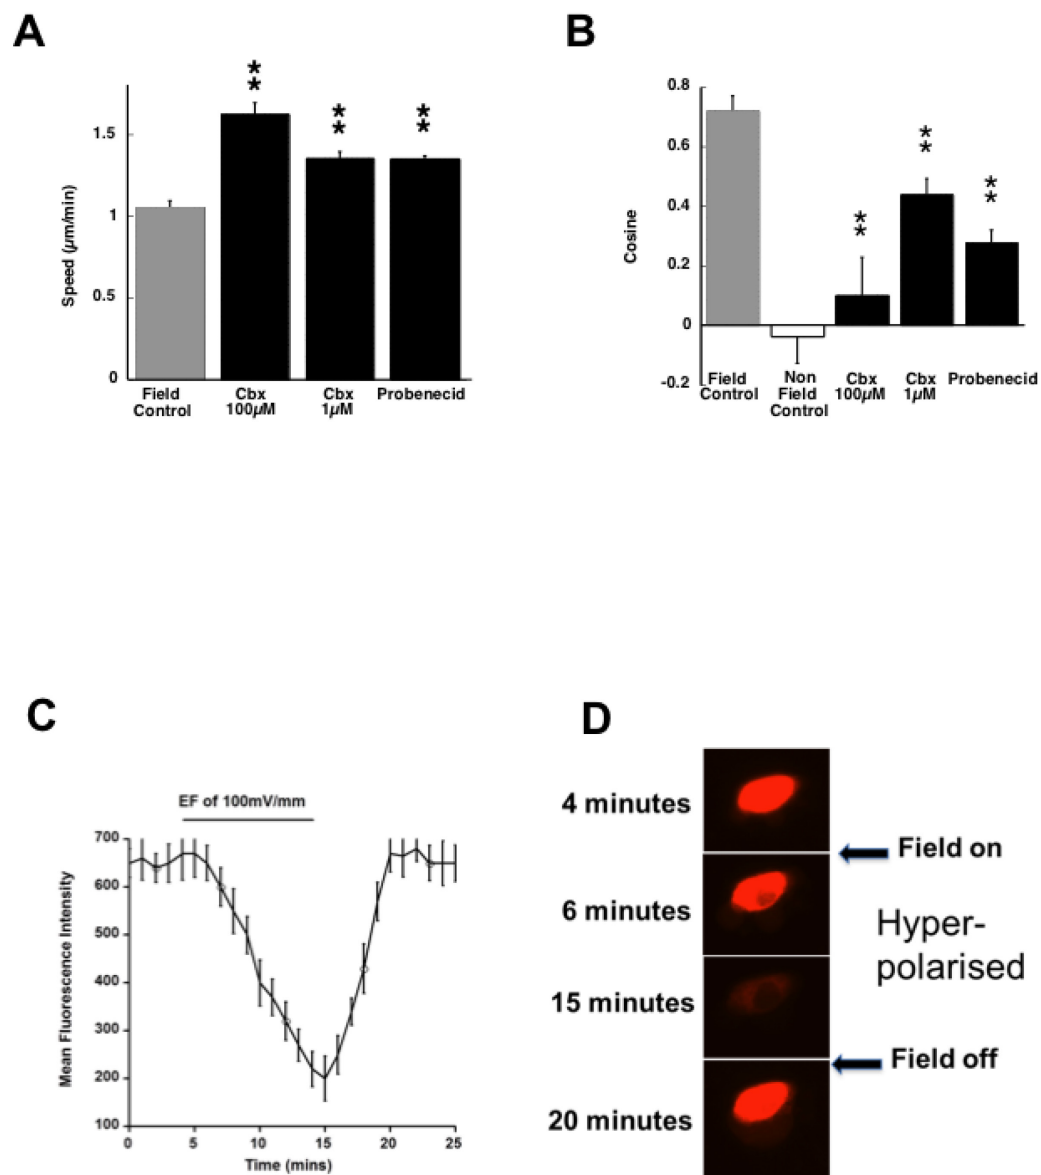 A
Speed (µm/min)
1.5
1
0.5
0
**
**
**
Field
Control
Cbx
100µM
Cbx
1µM
Probenecid
B
Cosine
0.8
0.6
0.4
0.2
0
-0.2
**
**
**
Field
Control
Non
Field
Control
Cbx
100µM
Cbx
1µM
Probenecid
C
EF of 100mV/mm
Mean Fluorescence Intensity
700
600
500
400
300
200
100
0
5
10
15
20
25
Time (mins)
D
4 minutes
Field on
6 minutes
Hyper-
polarised
15 minutes
Field off
20 minutes